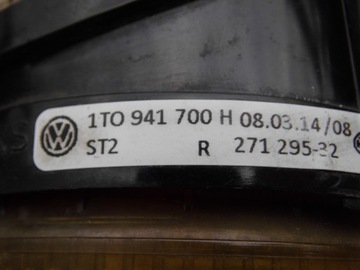 1TO 941 700 H 08.03.14/08
ST2 R 271 295-32